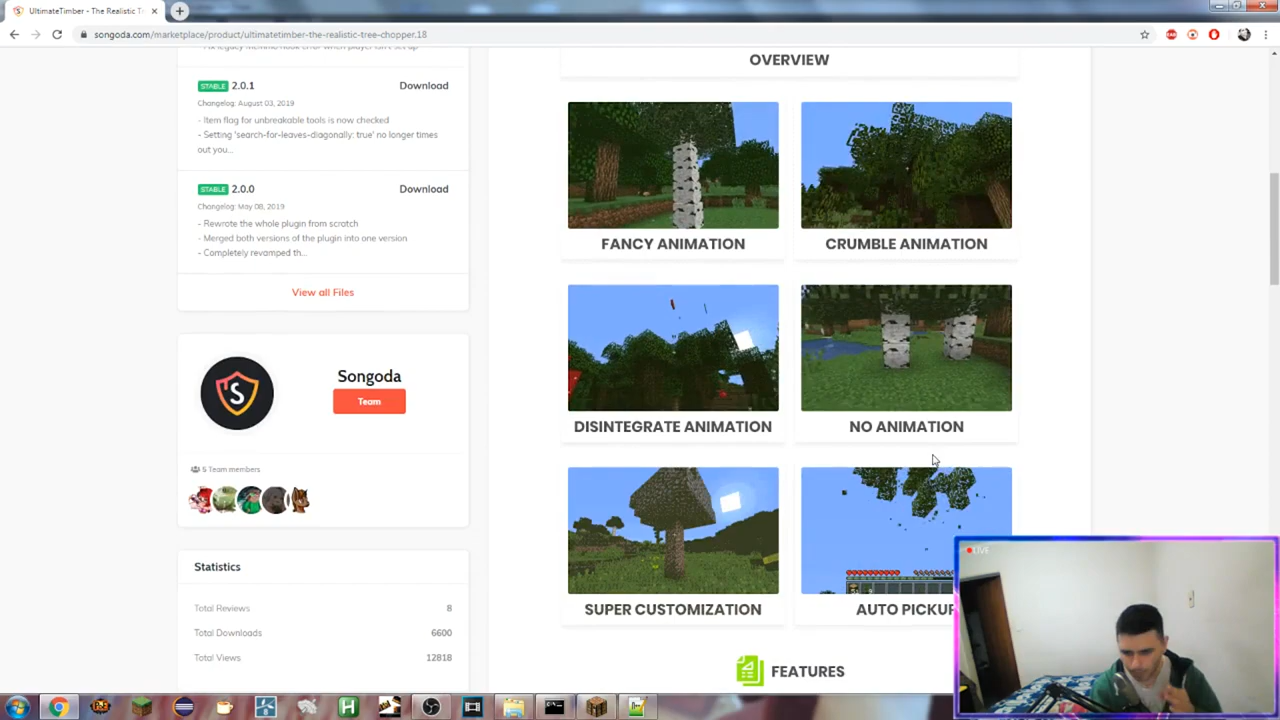 UltimateTimber - The Realistic Tr
songoda.com/marketplace/product/ultimatetimber-the-realistic-tree-chopper.18
STABLE 2.0.1 Download
Changelog: August 03, 2019
- Item flag for unbreakable tools is now checked
- Setting 'search-for-leaves-diagonally: true' no longer times
out you...
STABLE 2.0.0 Download
Changelog: May 08, 2019
- Rewrote the whole plugin from scratch
- Merged both versions of the plugin into one version
- Completely revamped th...
View all Files
Songoda
Team
5 Team members
Statistics
Total Reviews 8
Total Downloads 6600
Total Views 12818
OVERVIEW
FANCY ANIMATION
CRUMBLE ANIMATION
DISINTEGRATE ANIMATION
NO ANIMATION
SUPER CUSTOMIZATION
AUTO PICKUP
FEATURES
LIVE